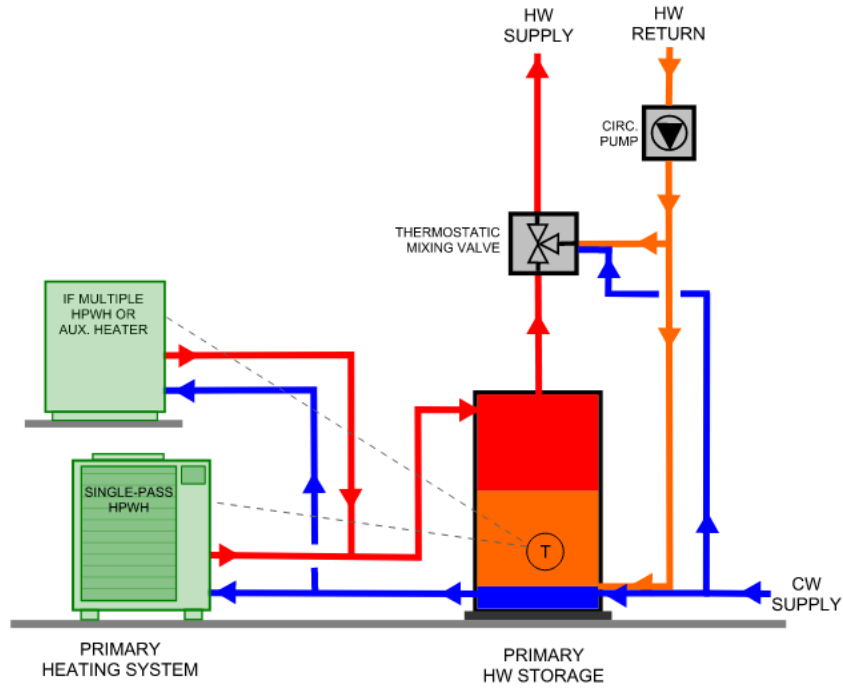 HW
SUPPLY
HW
RETURN
CIRC.
PUMP
THERMOSTATIC
MIXING VALVE
IF MULTIPLE
HPWH OR
AUX. HEATER
SINGLE-PASS
HPWH
T
CW
SUPPLY
PRIMARY
HEATING SYSTEM
PRIMARY
HW STORAGE